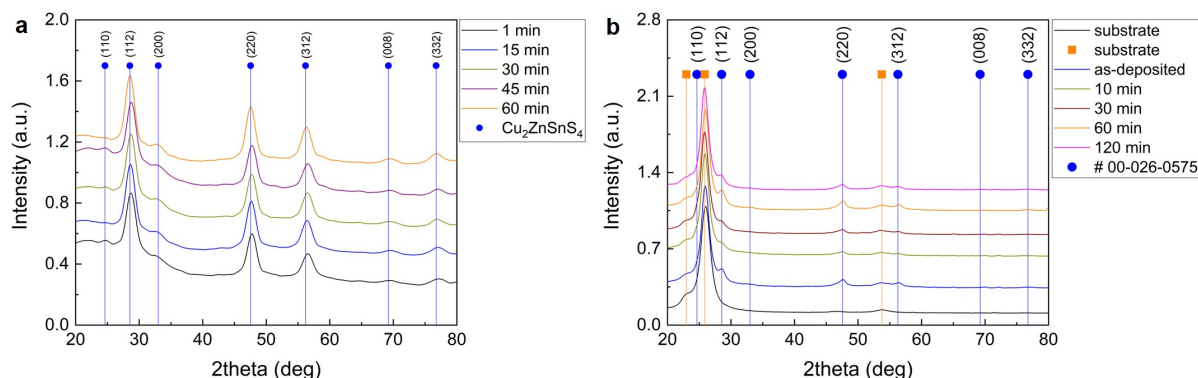 a
2.0
1.6
1.2
0.8
0.4
0.0
Intensity (a.u.)
(110)
(112)
(200)
(220)
(312)
(008)
(332)
20 30 40 50 60 70 80
2theta (deg)
1 min
15 min
30 min
45 min
60 min
Cu₂ZnSnS₄
b
2.8
2.1
1.4
0.7
0.0
Intensity (a.u.)
(110)
(112)
(200)
(220)
(312)
(008)
(332)
20 30 40 50 60 70 80
2theta (deg)
substrate
substrate
as-deposited
10 min
30 min
60 min
120 min
# 00-026-0575